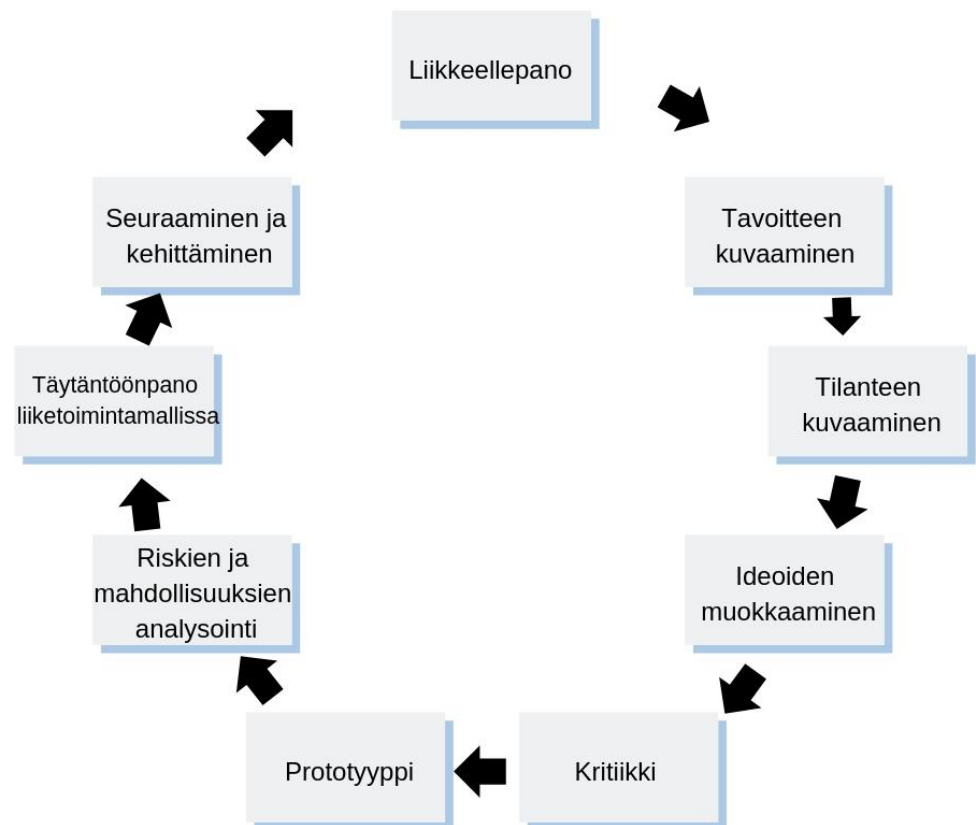 Liikkeellepano
Tavoitteen
kuvaaminen
Tilanteen
kuvaaminen
Ideoiden
muokkaaminen
Kritiikki
Prototyyppi
Riskien ja
mahdollisuuksien
analysointi
Täytäntöönpano
liiketoimintamallissa
Seuraaminen ja
kehittäminen